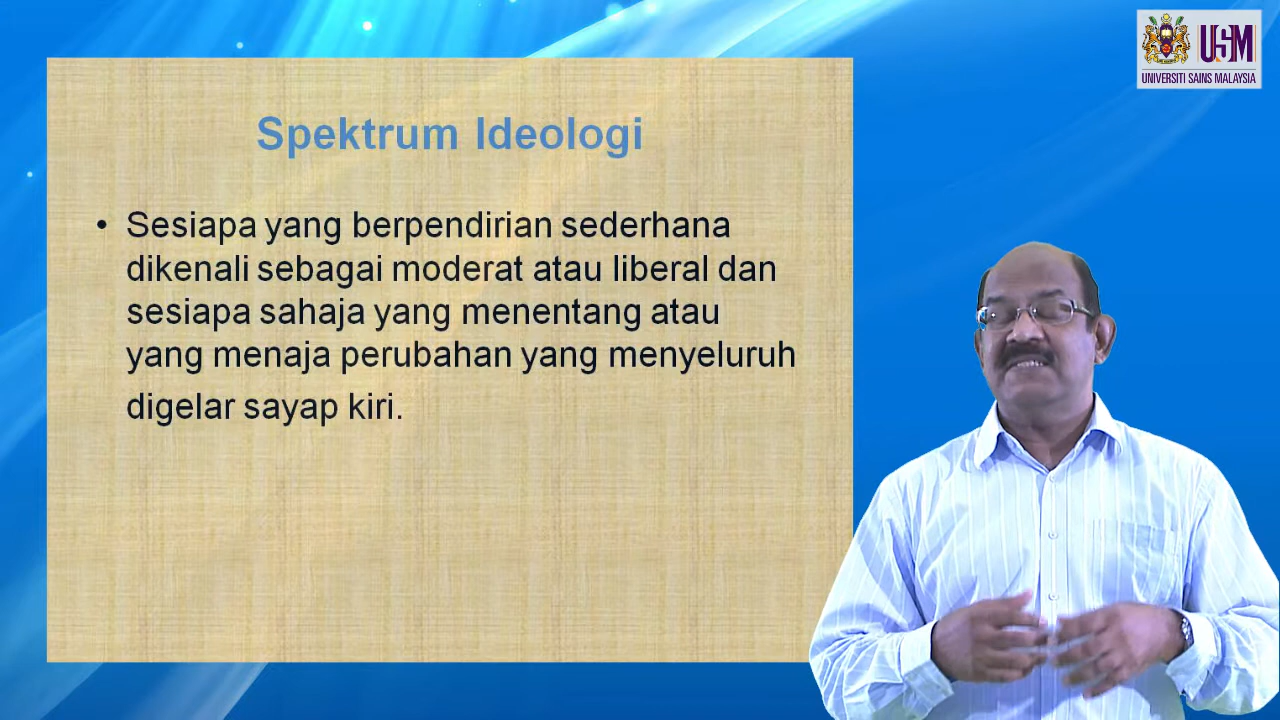 USM
UNIVERSITI SAINS MALAYSIA
Spektrum Ideologi
• Sesiapa yang berpendirian sederhana
dikenali sebagai moderat atau liberal dan
sesiapa sahaja yang menentang atau
yang menaja perubahan yang menyeluruh
digelar sayap kiri.